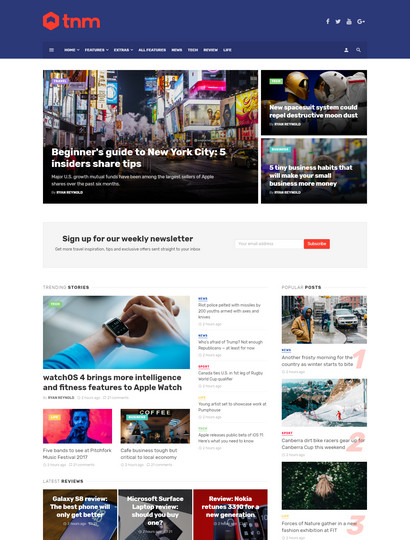 tnm
HOME FEATURES EXTRAS ALL FEATURES NEWS TECH REVIEW LIFE
TRAVEL
Beginner's guide to New York City: 5
insiders share tips
Major U.S. growth mutual funds have been among the largest sellers of Apple
shares over the past six months.
By RYAN REYNOLD
TECH
New spacesuit system could
repel destructive moon dust
By RYAN REYNOLD
BUSINESS
5 tiny business habits that
will make your small
business more money
By RYAN REYNOLD
Sign up for our weekly newsletter
Get more travel inspiration, tips and exclusive offers sent straight to your inbox
Your email address
Subscribe
TRENDING STORIES
TECH
watchOS 4 brings more intelligence
and fitness features to Apple Watch
By RYAN REYNOLD 2 hours ago 27 comments
LIFE
Five bands to see at Pitchfork
Music Festival 2017
COFFEE
BUSINESS
Cafe business tough but
critical to local economy
NEWS
Riot police pelted with missiles by
200 youths armed with axes and
knives
NEWS
Who's afraid of Trump? Not enough
Republicans – at least for now
SPORT
Canada ties U.S. in 1st leg of Rugby
World Cup qualifier
LIFE
Young artist set to showcase work at
Pumphouse
TECH
Apple releases public beta of iOS 11:
Here's what you need to know
POPULAR POSTS
NEWS
Another frosty morning for the
country as winter starts to bite
1
SPORT
Canberra dirt bike racers gear up for
Canberra Cup this weekend
2
LIFE
Forces of Nature gather in a new
fashion exhibition at FIT
3
LATEST REVIEWS
Galaxy S8 review:
The best phone will
only get better
Microsoft Surface
Laptop review:
should you buy
one?
Review: Nokia
retunes 3310 for a
new generation